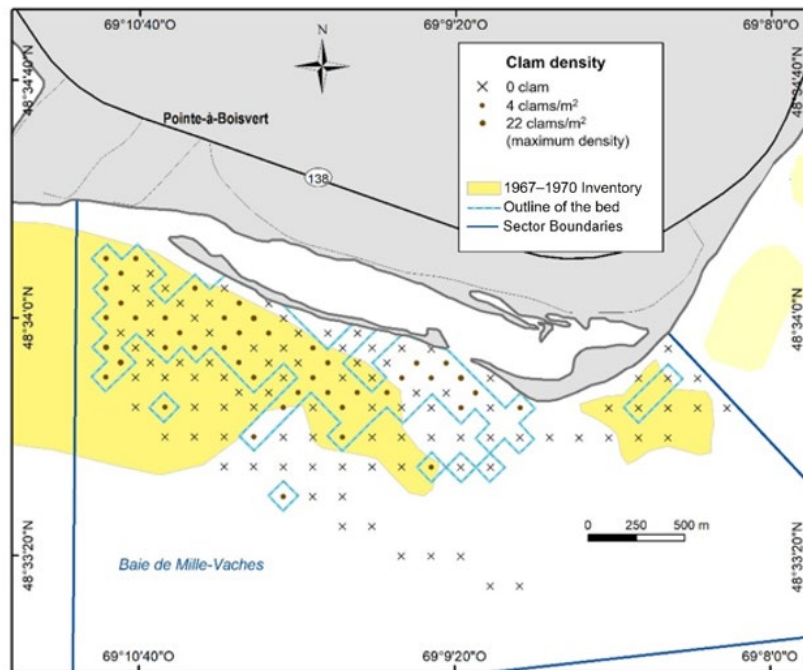 69°10'40"O
69°9'20"O
69°8'0"O
N
48°34'40"N
48°34'40"N
Clam density
0 clam
4 clams/m²
22 clams/m²
(maximum density)
1967–1970 Inventory
Outline of the bed
Sector Boundaries
Pointe-à-Boisvert
138
48°34'0"N
48°34'0"N
0 250 500 m
48°33'20"N
48°33'20"N
Baie de Mille-Vaches
69°10'40"O
69°9'20"O
69°8'0"O